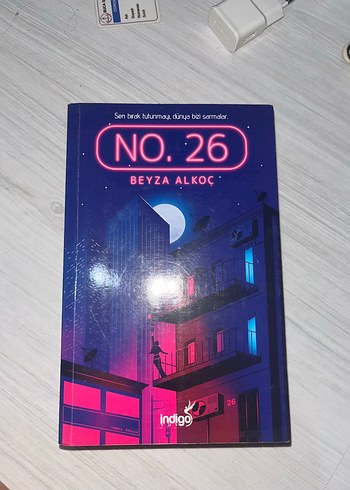 Sen bırak tutunmayı, dünya bizi sarmalar.
NO. 26
BEYZA ALKOÇ
26
indigo